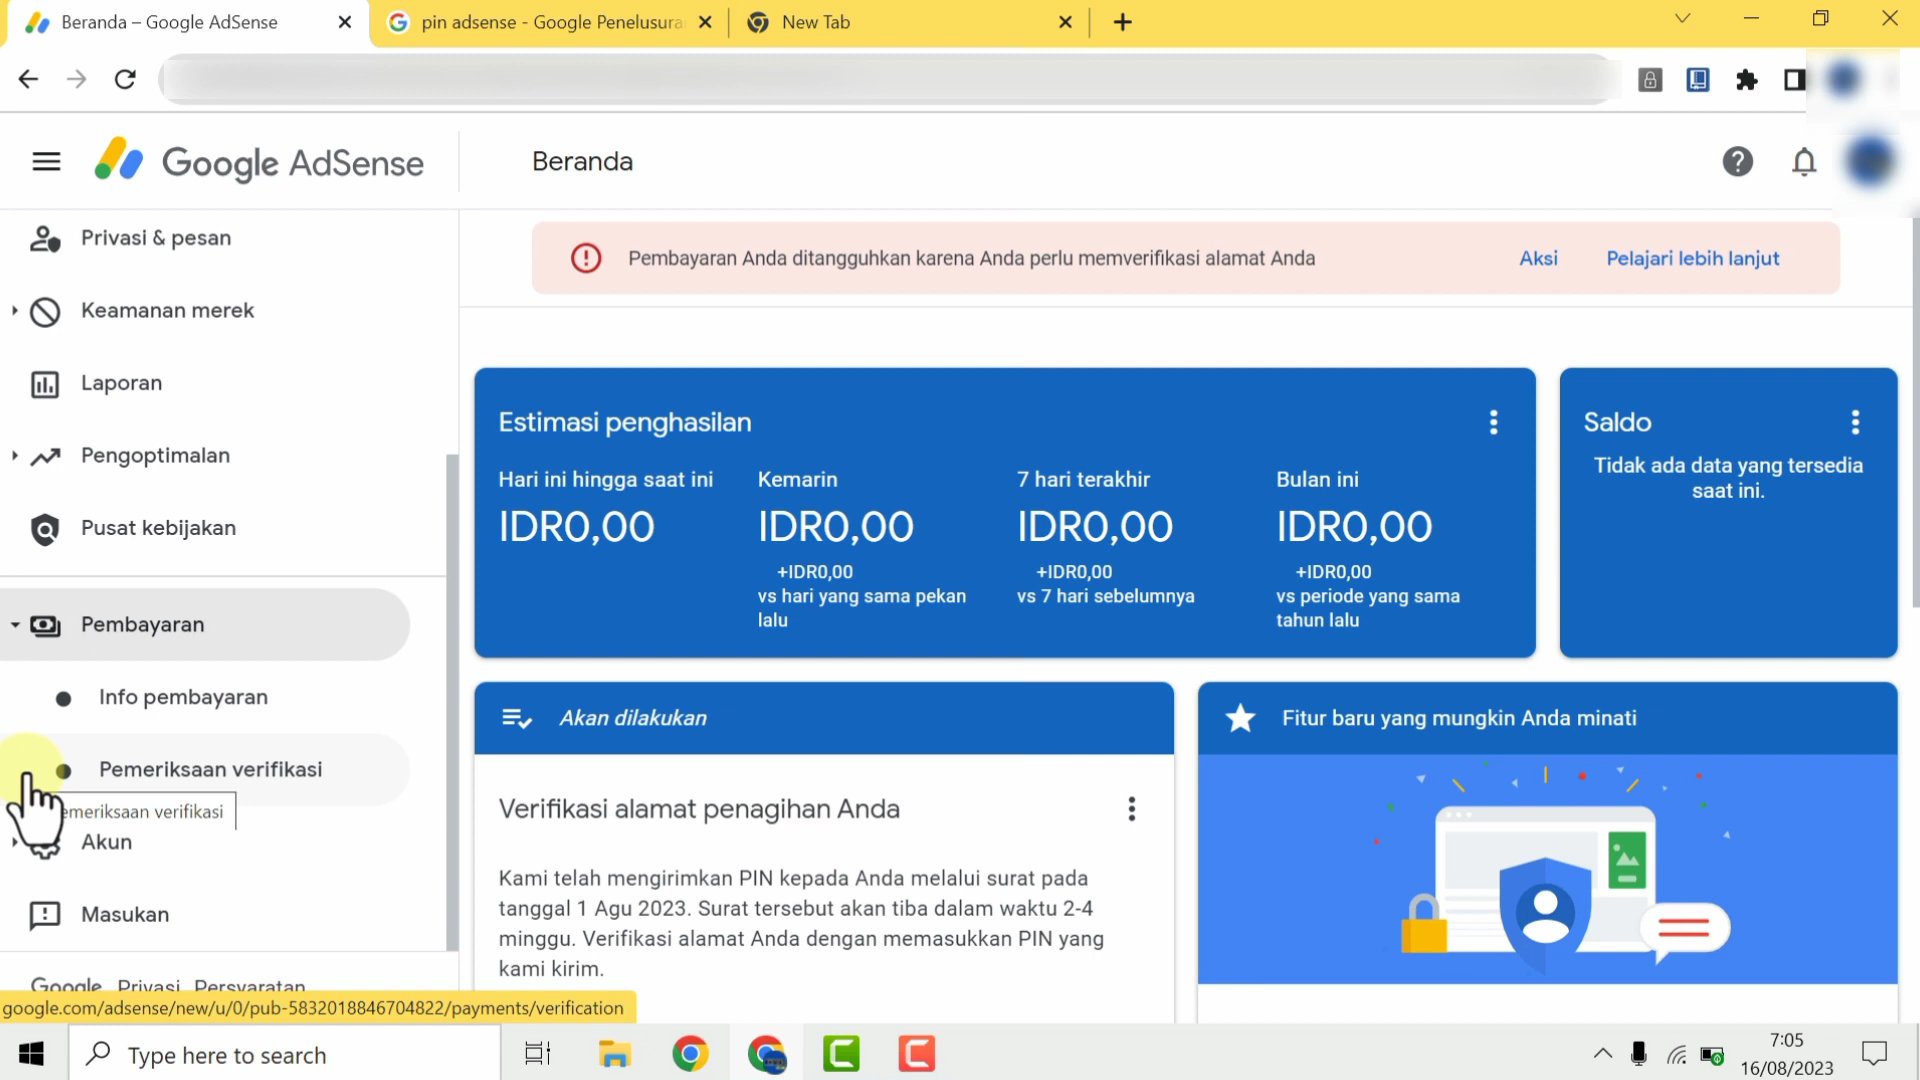 Beranda – Google AdSense
pin adsense - Google Penelusura
New Tab
Google AdSense
Beranda
Privasi & pesan
Keamanan merek
Laporan
Pengoptimalan
Pusat kebijakan
Pembayaran
Info pembayaran
Pemeriksaan verifikasi
emeriksaan verifikasi
Akun
Masukan
Google Privasi Persyaratan
google.com/adsense/new/u/0/pub-5832018846704822/payments/verification
Pembayaran Anda ditangguhkan karena Anda perlu memverifikasi alamat Anda
Aksi
Pelajari lebih lanjut
Estimasi penghasilan
Hari ini hingga saat ini
IDR0,00
Kemarin
IDR0,00
+IDR0,00
vs hari yang sama pekan
lalu
7 hari terakhir
IDR0,00
+IDR0,00
vs 7 hari sebelumnya
Bulan ini
IDR0,00
+IDR0,00
vs periode yang sama
tahun lalu
Saldo
Tidak ada data yang tersedia
saat ini.
Akan dilakukan
Verifikasi alamat penagihan Anda
Kami telah mengirimkan PIN kepada Anda melalui surat pada
tanggal 1 Agu 2023. Surat tersebut akan tiba dalam waktu 2-4
minggu. Verifikasi alamat Anda dengan memasukkan PIN yang
kami kirim.
Fitur baru yang mungkin Anda minati
Type here to search
7:05
16/08/2023